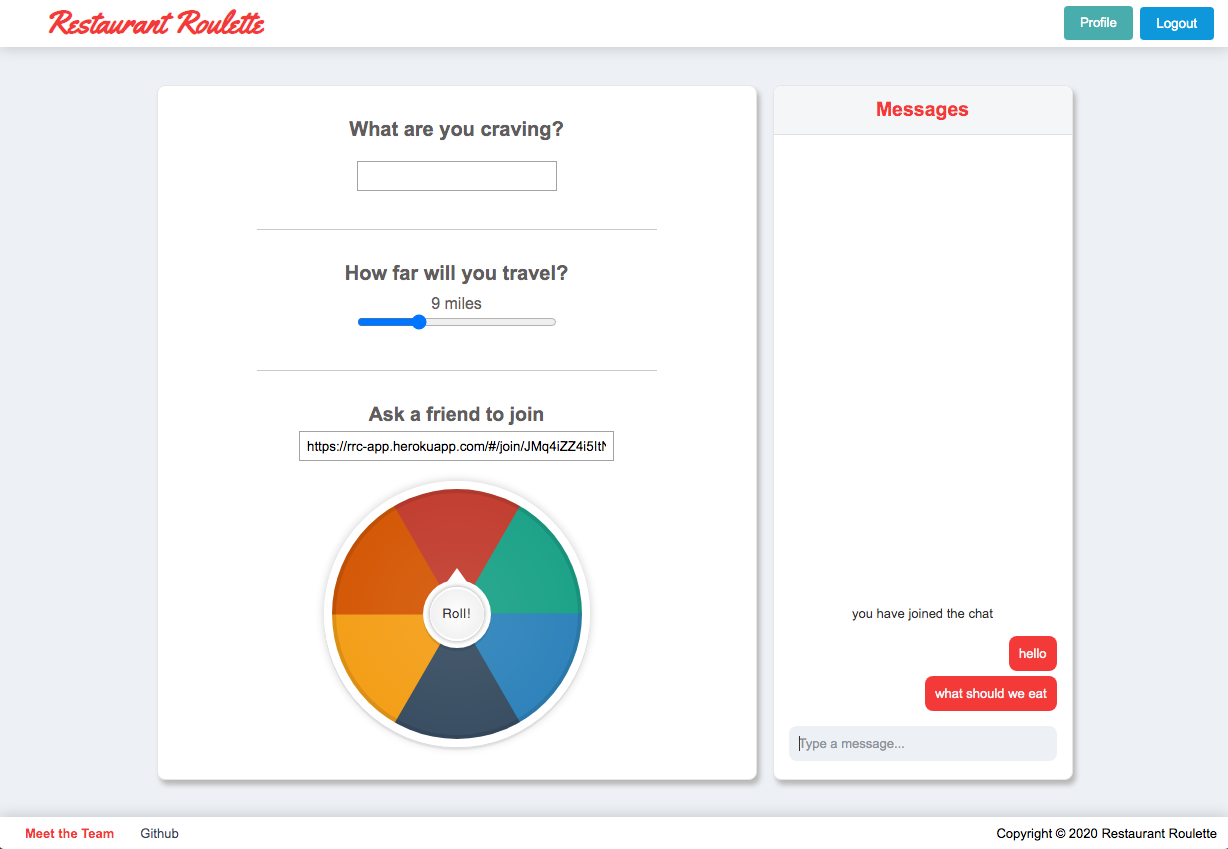 Restaurant Roulette
Profile
Logout
What are you craving?
How far will you travel?
9 miles
Ask a friend to join
https://rrc-app.herokuapp.com/#/join/JMq4iZZ4i5ItN
Roll!
Messages
you have joined the chat
hello
what should we eat
Type a message...
Meet the Team
Github
Copyright © 2020 Restaurant Roulette